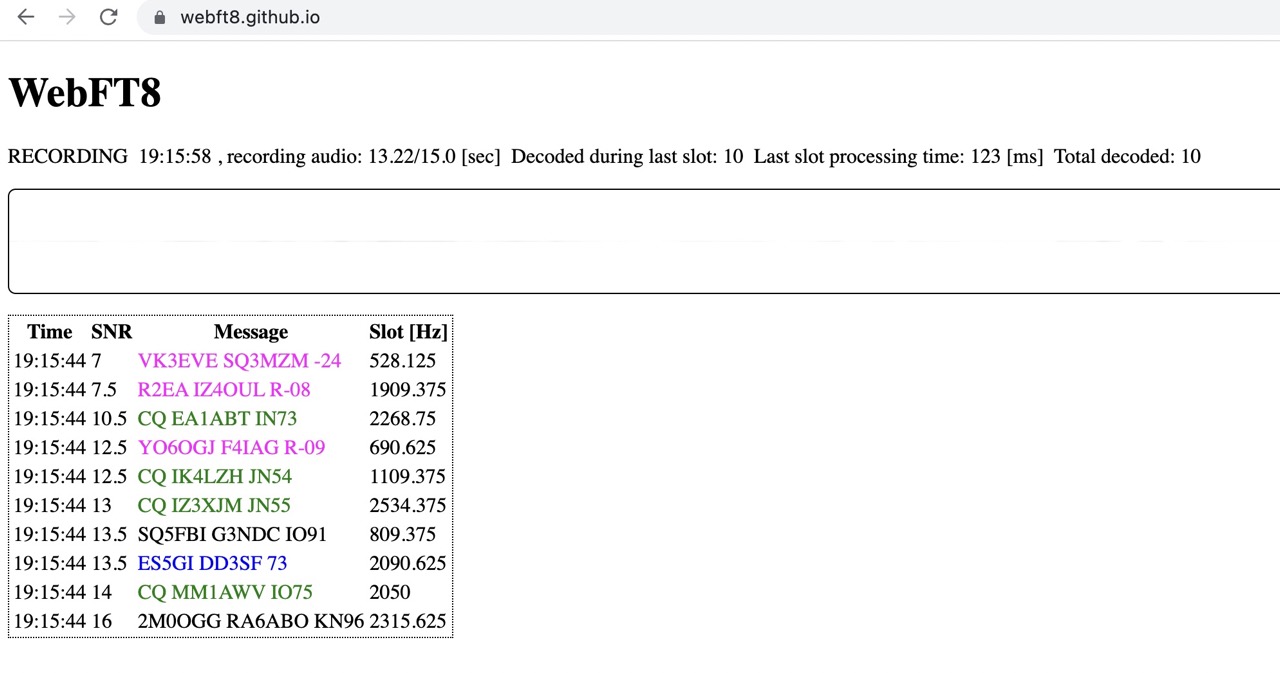 webft8.github.io
WebFT8
RECORDING 19:15:58 , recording audio: 13.22/15.0 [sec] Decoded during last slot: 10 Last slot processing time: 123 [ms] Total decoded: 10
Time SNR Message Slot [Hz]
19:15:44 7 VK3EVE SQ3MZM -24 528.125
19:15:44 7.5 R2EA IZ4OUL R-08 1909.375
19:15:44 10.5 CQ EA1ABT IN73 2268.75
19:15:44 12.5 YO6OGJ F4IAG R-09 690.625
19:15:44 12.5 CQ IK4LZH JN54 1109.375
19:15:44 13 CQ IZ3XJM JN55 2534.375
19:15:44 13.5 SQ5FBI G3NDC IO91 809.375
19:15:44 13.5 ES5GI DD3SF 73 2090.625
19:15:44 14 CQ MM1AWV IO75 2050
19:15:44 16 2M0OGG RA6ABO KN96 2315.625